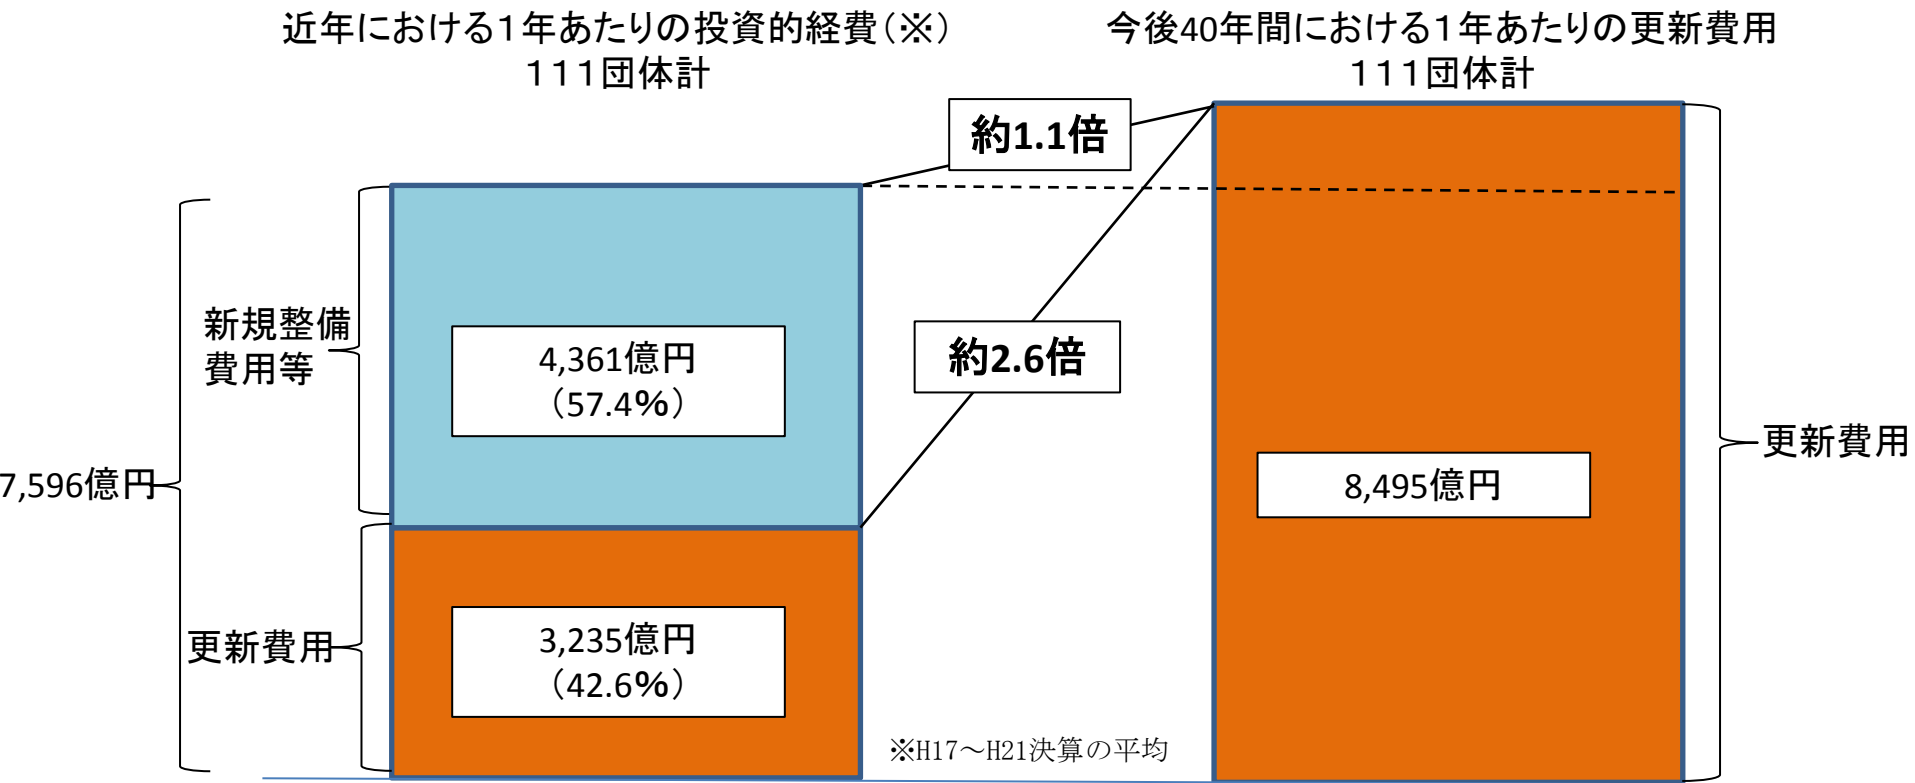 近年における1年あたりの投資的経費（※）
111団体計
今後40年間における1年あたりの更新費用
111団体計
約1.1倍
新規整備
費用等
4,361億円
（57.4%）
約2.6倍
7,596億円
8,495億円
更新費用
更新費用
3,235億円
（42.6%）
※H17～H21決算の平均